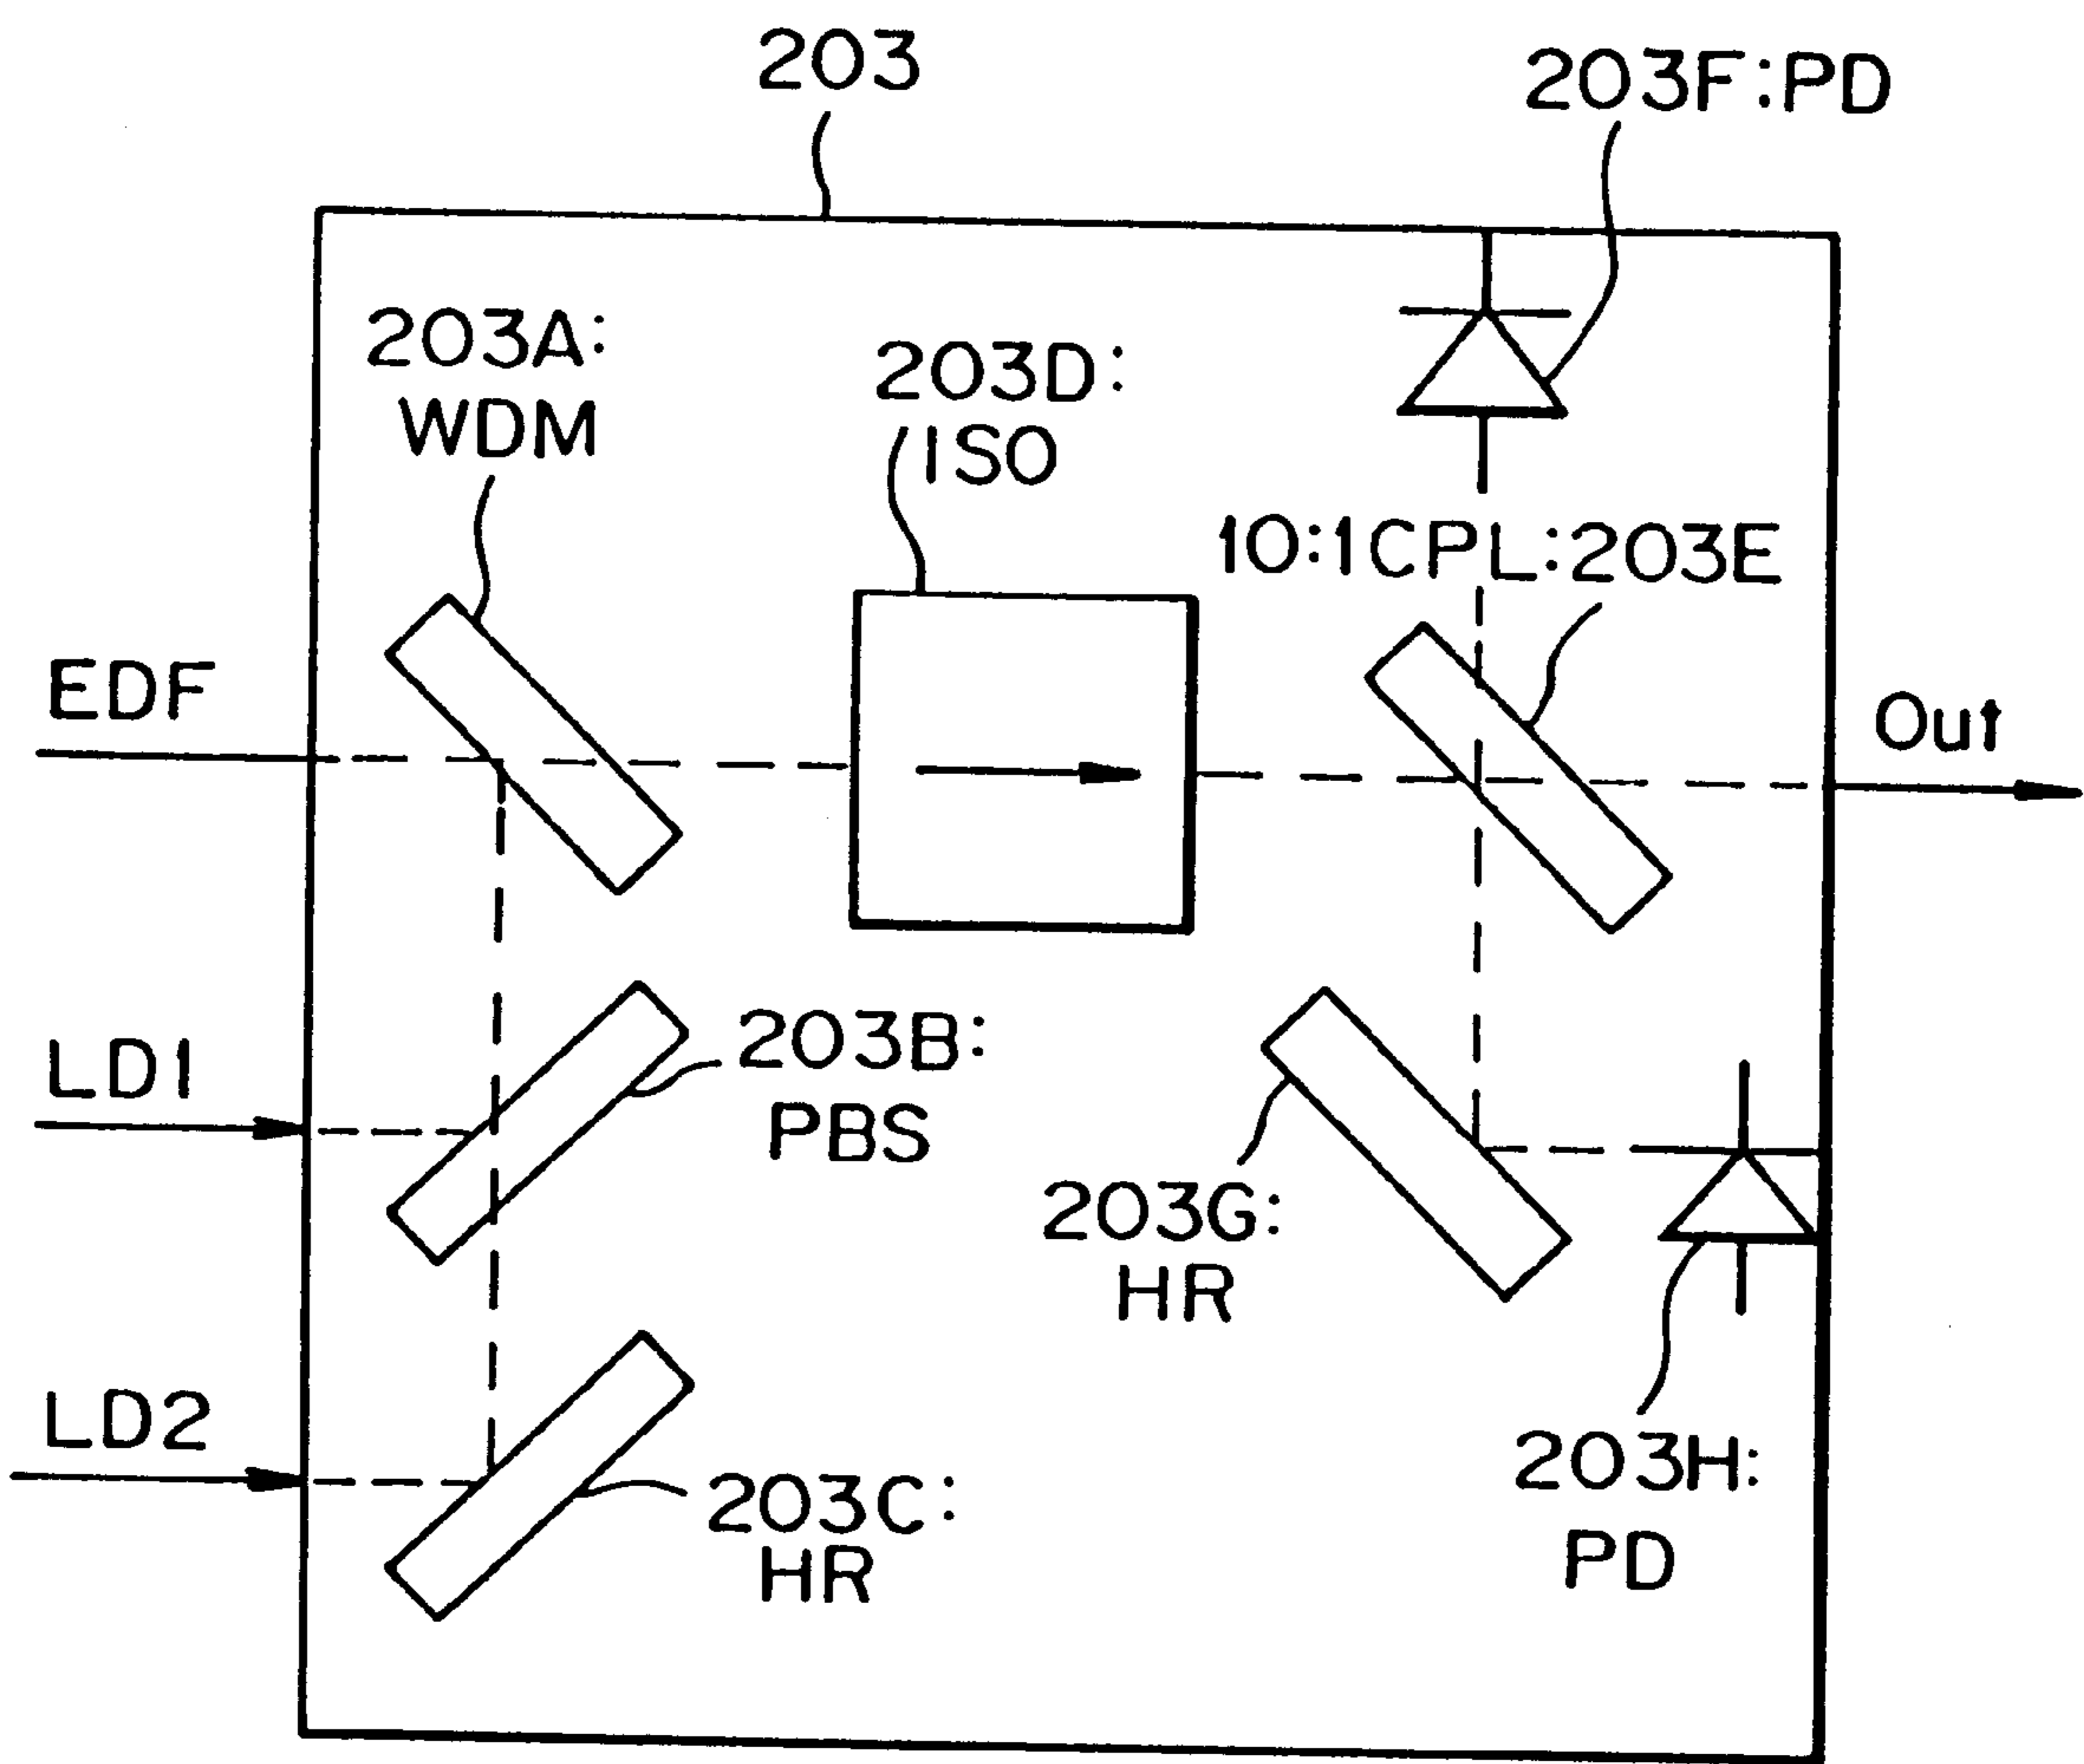 203
203F:PD
203A:
WDM
203D:
ISO
10:1CPL:203E
EDF
Out
LD1
203B:
PBS
203G:
HR
LD2
203C:
HR
203H:
PD